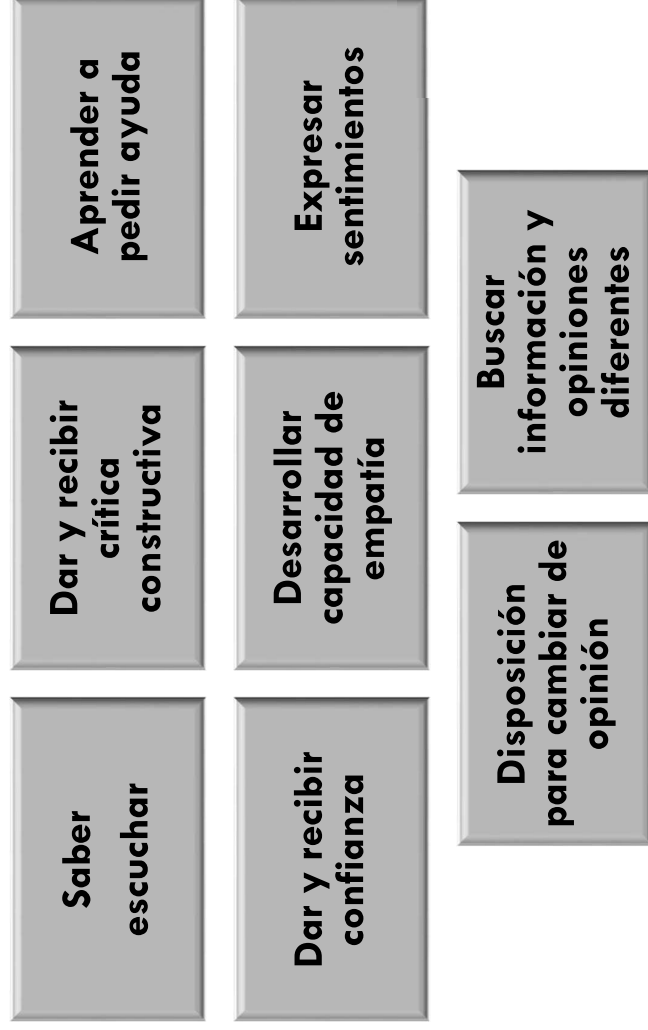 Saber
escuchar
Dar y recibir
crítica
constructiva
Aprender a
pedir ayuda
Dar y recibir
confianza
Desarrollar
capacidad de
empatía
Expresar
sentimientos
Disposición
para cambiar de
opinión
Buscar
información y
opiniones
diferentes